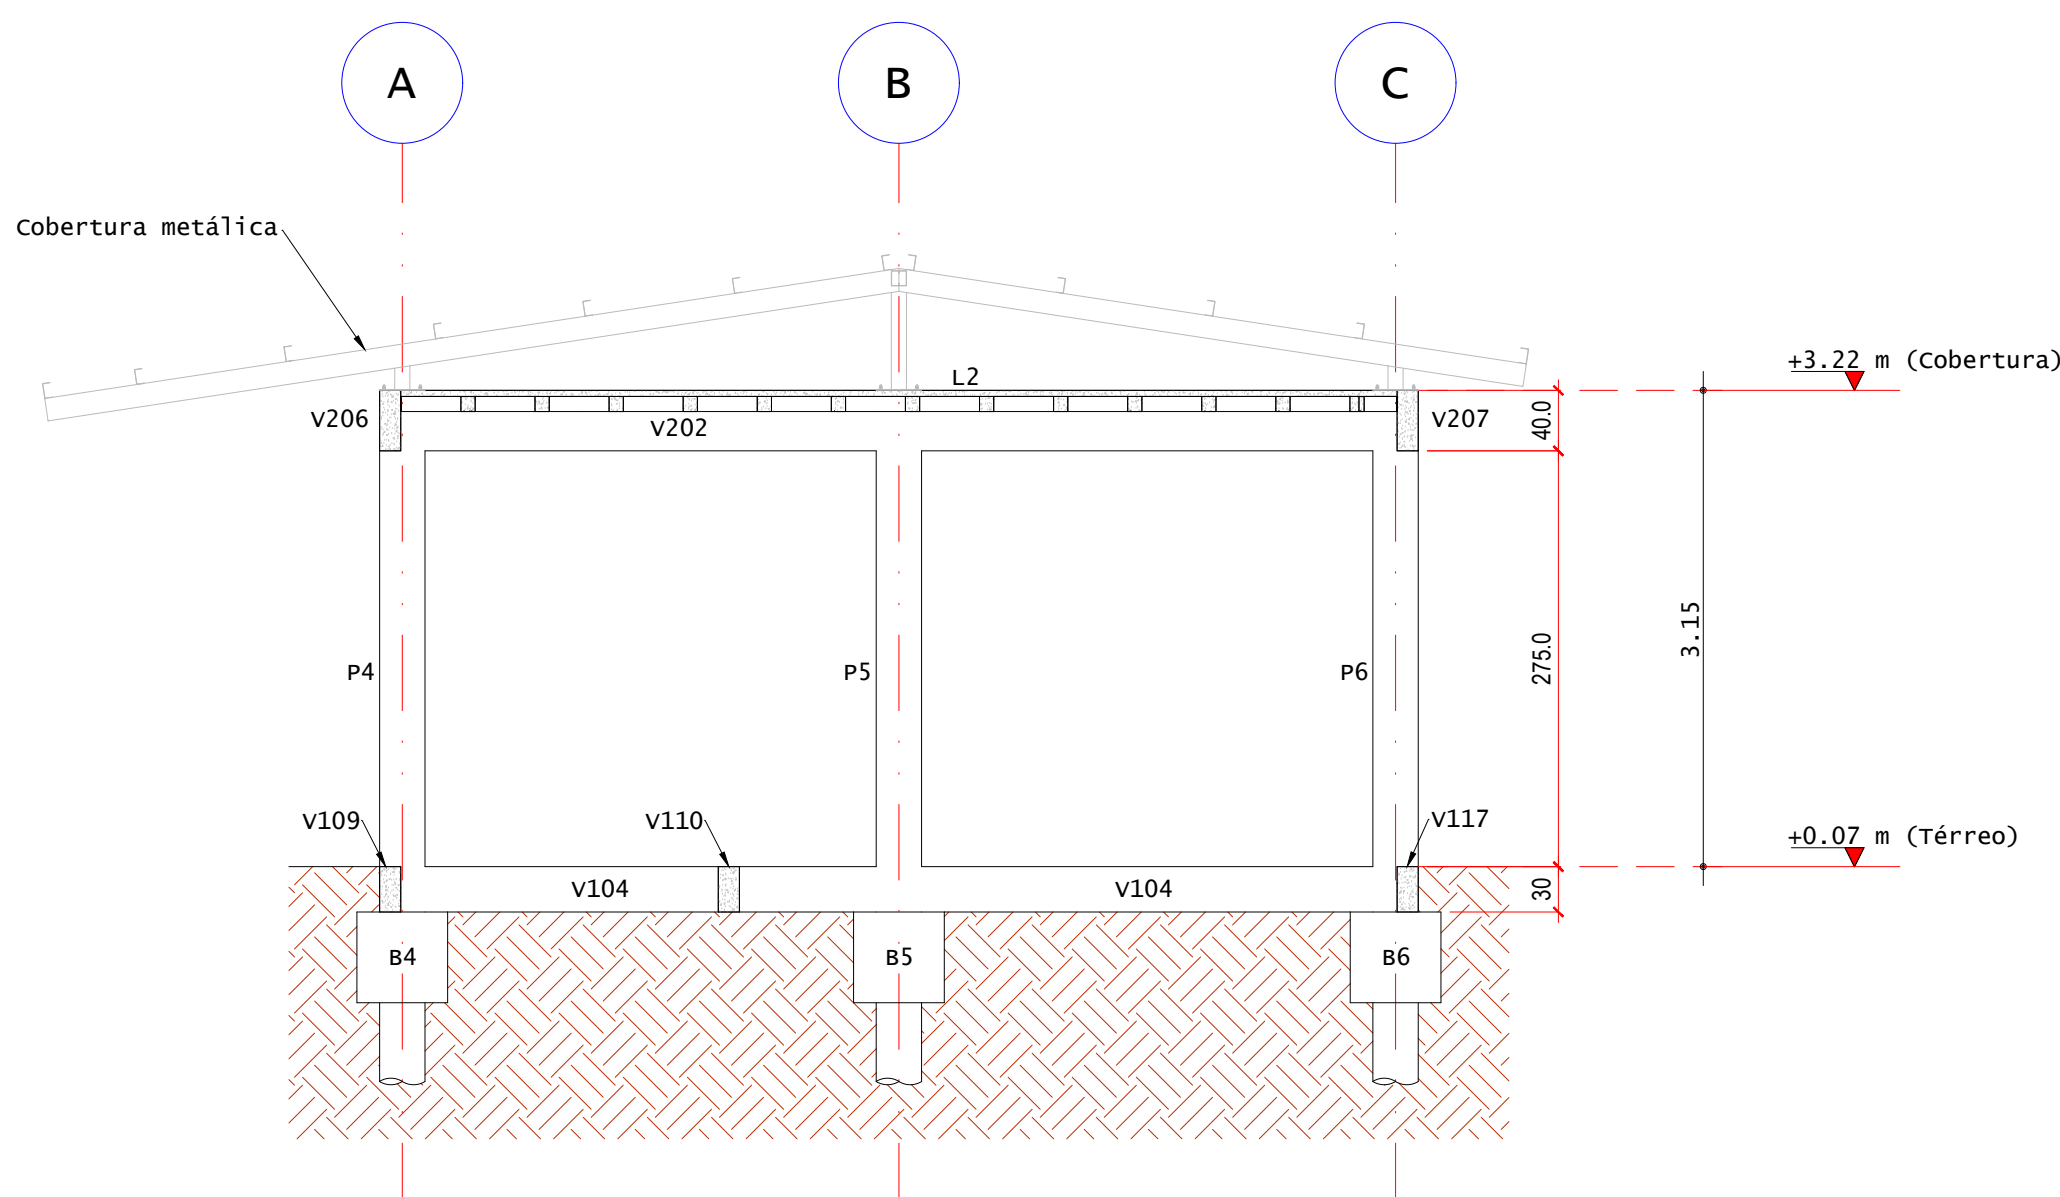 A
B
C
Cobertura metálica
+3.22 m (Cobertura)
L2
V206
V202
V207
40.0
3.15
275.0
P4
P5
P6
V109
V110
V117
+0.07 m (Térreo)
V104
V104
30
B4
B5
B6